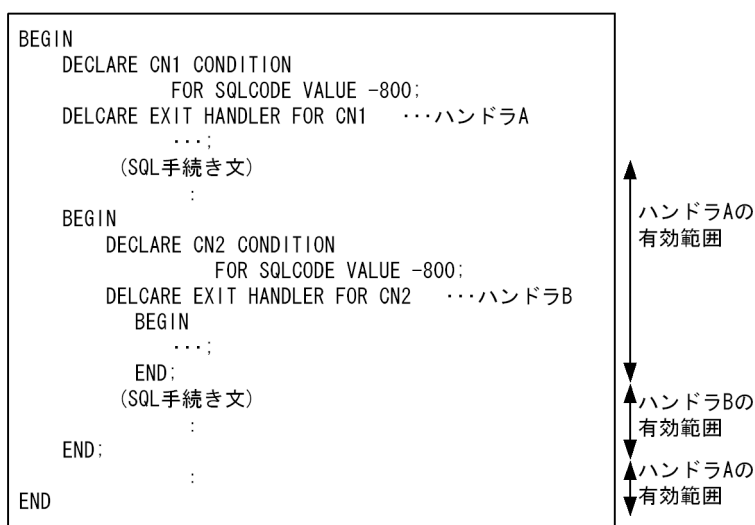 BEGIN
DECLARE CN1 CONDITION
FOR SQLCODE VALUE -800;
DELCARE EXIT HANDLER FOR CN1 ···ハンドラA
···;
(SQL手続き文)
:
BEGIN
DECLARE CN2 CONDITION
FOR SQLCODE VALUE -800;
DELCARE EXIT HANDLER FOR CN2 ···ハンドラB
BEGIN
···;
END;
(SQL手続き文)
:
END;
:
END
ハンドラAの
有効範囲
ハンドラBの
有効範囲
ハンドラAの
有効範囲